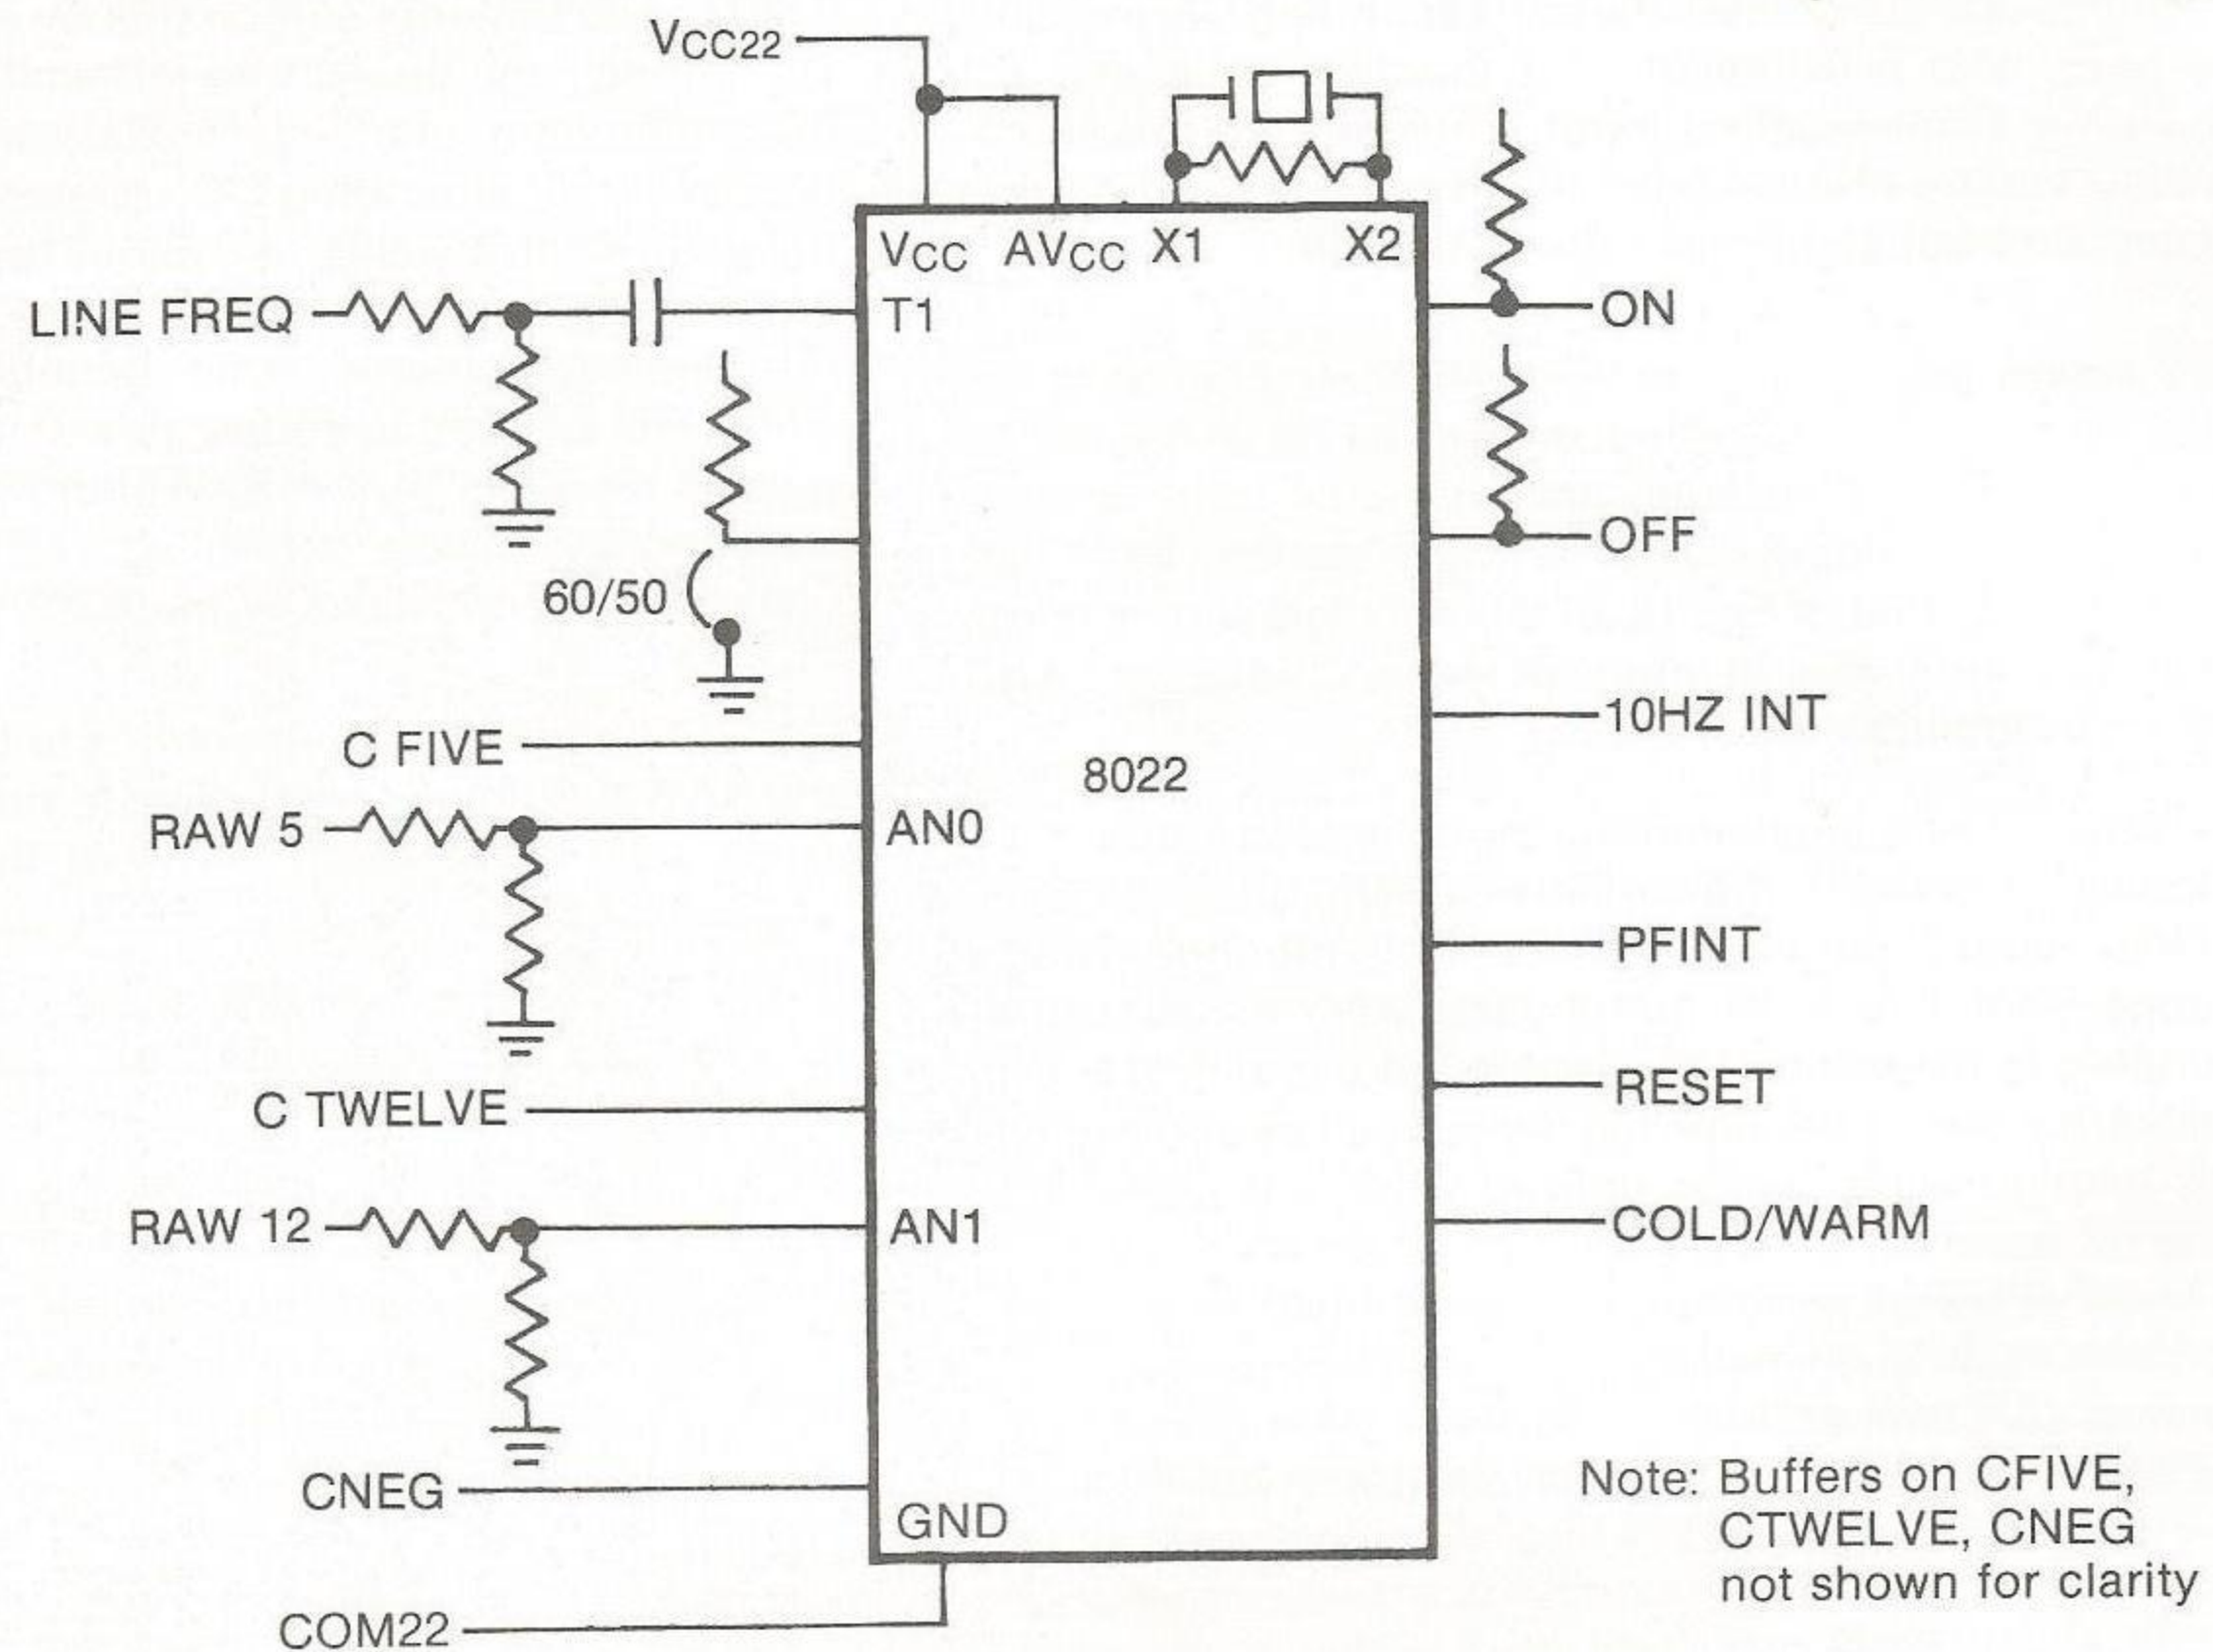 VCC22
VCC AVCC X1 X2
LINE FREQ T1 ON
OFF
60/50
10HZ INT
C FIVE
8022
RAW 5 AN0
PFINT
RESET
C TWELVE
RAW 12 AN1 COLD/WARM
CNEG
GND
COM22
Note: Buffers on CFIVE,
CTWELVE, CNEG
not shown for clarity